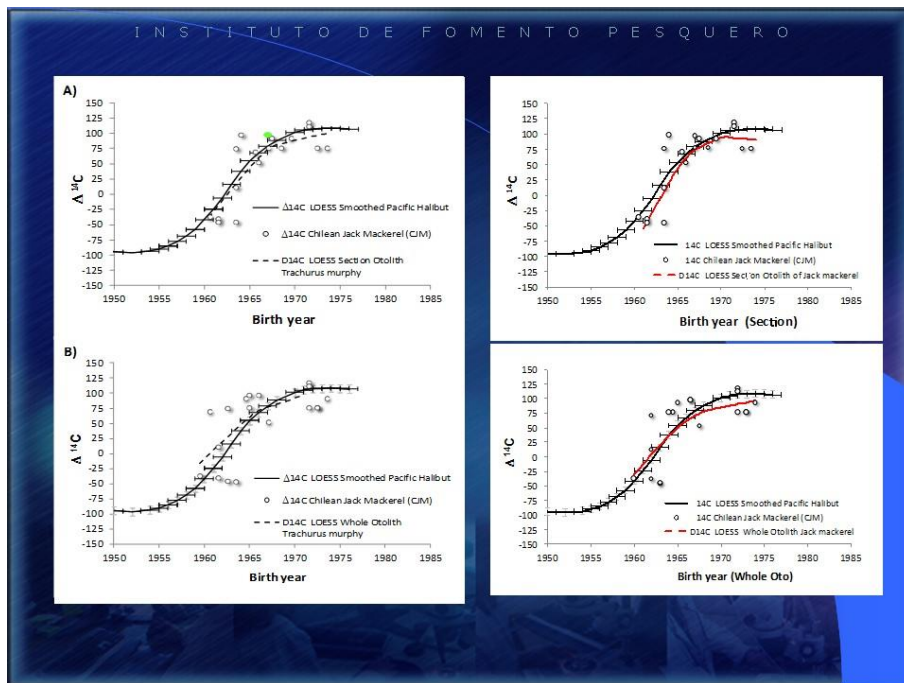 INSTITUTO DE FOMENTO PESQUERO
A)
150
125
100
75
50
25
0
-25
-50
-75
-100
-125
Δ 14C
Δ14C LOESS Smoothed Pacific Halibut
Δ14C Chilean Jack Mackerel (CJM)
D14C LOESS Section Otolith
Trachurus murphy
1950 1955 1960 1965 1970 1975 1980 1985
Birth year
150
125
100
75
50
25
0
-25
-50
-75
-100
-125
Δ 14C
14C LOESS Smoothed Pacific Halibut
14C Chilean Jack Mackerel (CJM)
D14C LOESS Section Otolith of Jack mackerel
1950 1955 1960 1965 1970 1975 1980 1985
Birth year (Section)
B)
150
125
100
75
50
25
0
-25
-50
-75
-100
-125
-150
Δ 14C
Δ14C LOESS Smoothed Pacific Halibut
Δ14C Chilean Jack Mackerel (CJM)
D14C LOESS Whole Otolith
Trachurus murphy
1950 1955 1960 1965 1970 1975 1980 1985
Birth year
150
125
100
75
50
25
0
-25
-50
-75
-100
-125
-150
Δ 14C
14C LOESS Smoothed Pacific Halibut
14C Chilean Jack Mackerel (CJM)
D14C LOESS Whole Otolith Jack mackerel
1950 1955 1960 1965 1970 1975 1980 1985
Birth year (Whole Oto)